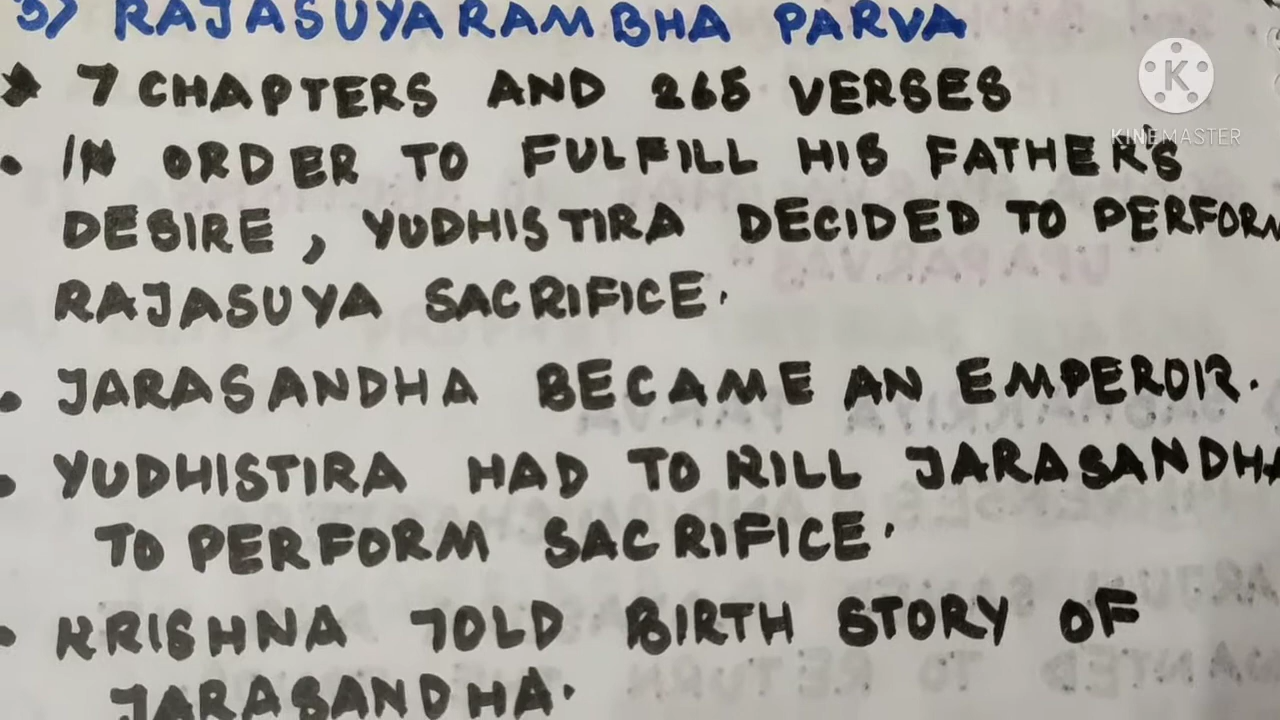 3) RAJASUYARAMBHA PARVA
→ 7 CHAPTERS AND 265 VERSES
• IN ORDER TO FULFILL HIS FATHER'S
DESIRE, YUDHISTIRA DECIDED TO PERFORM
RAJASUYA SACRIFICE.
• JARASANDHA BECAME AN EMPEROR.
• YUDHISTIRA HAD TO KILL JARASANDHA
TO PERFORM SACRIFICE.
• KRISHNA TOLD BIRTH STORY OF
JARASANDHA.
K
KINEMASTER